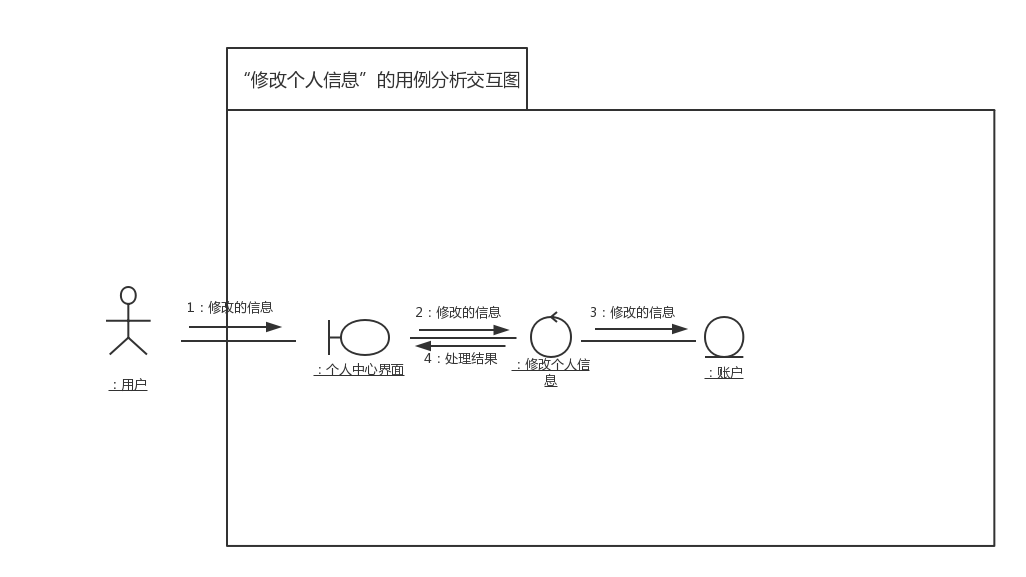 “修改个人信息”的用例分析交互图
1：修改的信息
2：修改的信息
3：修改的信息
4：处理结果
：用户
：个人中心界面
：修改个人信
息
：账户